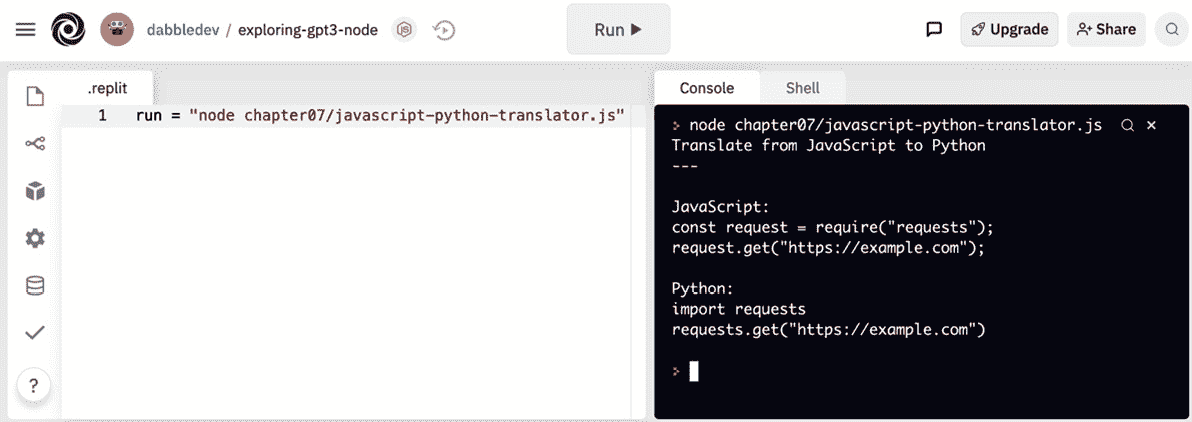 dabbledev / exploring-gpt3-node
Run
Upgrade
Share
.replit
1 run = "node chapter07/javascript-python-translator.js"
?
Console
Shell
> node chapter07/javascript-python-translator.js
Translate from JavaScript to Python
---
JavaScript:
const request = require("requests");
request.get("https://example.com");
Python:
import requests
requests.get("https://example.com")
>